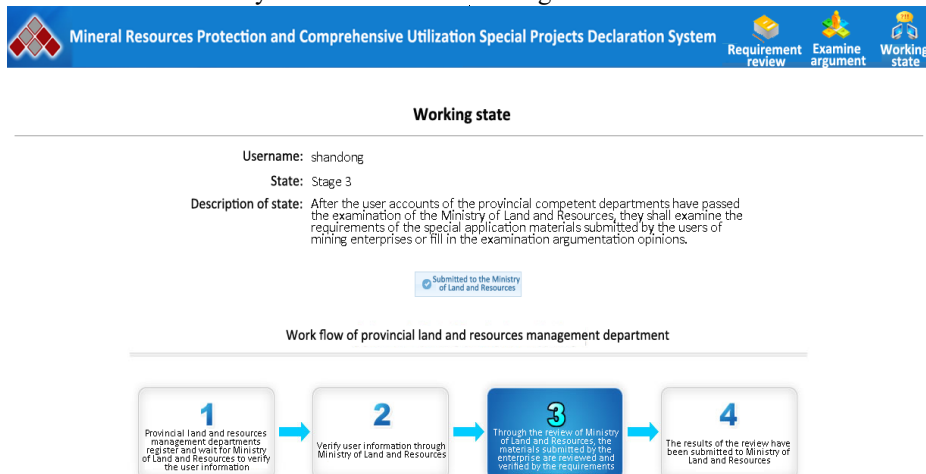 Mineral Resources Protection and Comprehensive Utilization Special Projects Declaration System
Requirement
review
Examine
argument
Working
state
Working state
Username: shandong
State: Stage 3
Description of state: After the user accounts of the provincial competent departments have passed
the examination of the Ministry of Land and Resources, they shall examine the
requirements of the special application materials submitted by the users of
mining enterprises or fill in the examination argumentation opinions.
Submitted to the Ministry
of Land and Resources
Work flow of provincial land and resources management department
1
Provincial land and resources
management departments
register and wait for Ministry
of Land and Resources to verify
the user information
2
Verify user information through
Ministry of Land and Resources
3
Through the review of Ministry
of Land and Resources, the
materials submitted by the
enterprise are reviewed and
verified by the requirements
4
The results of the review have
been submitted to Ministry of
Land and Resources